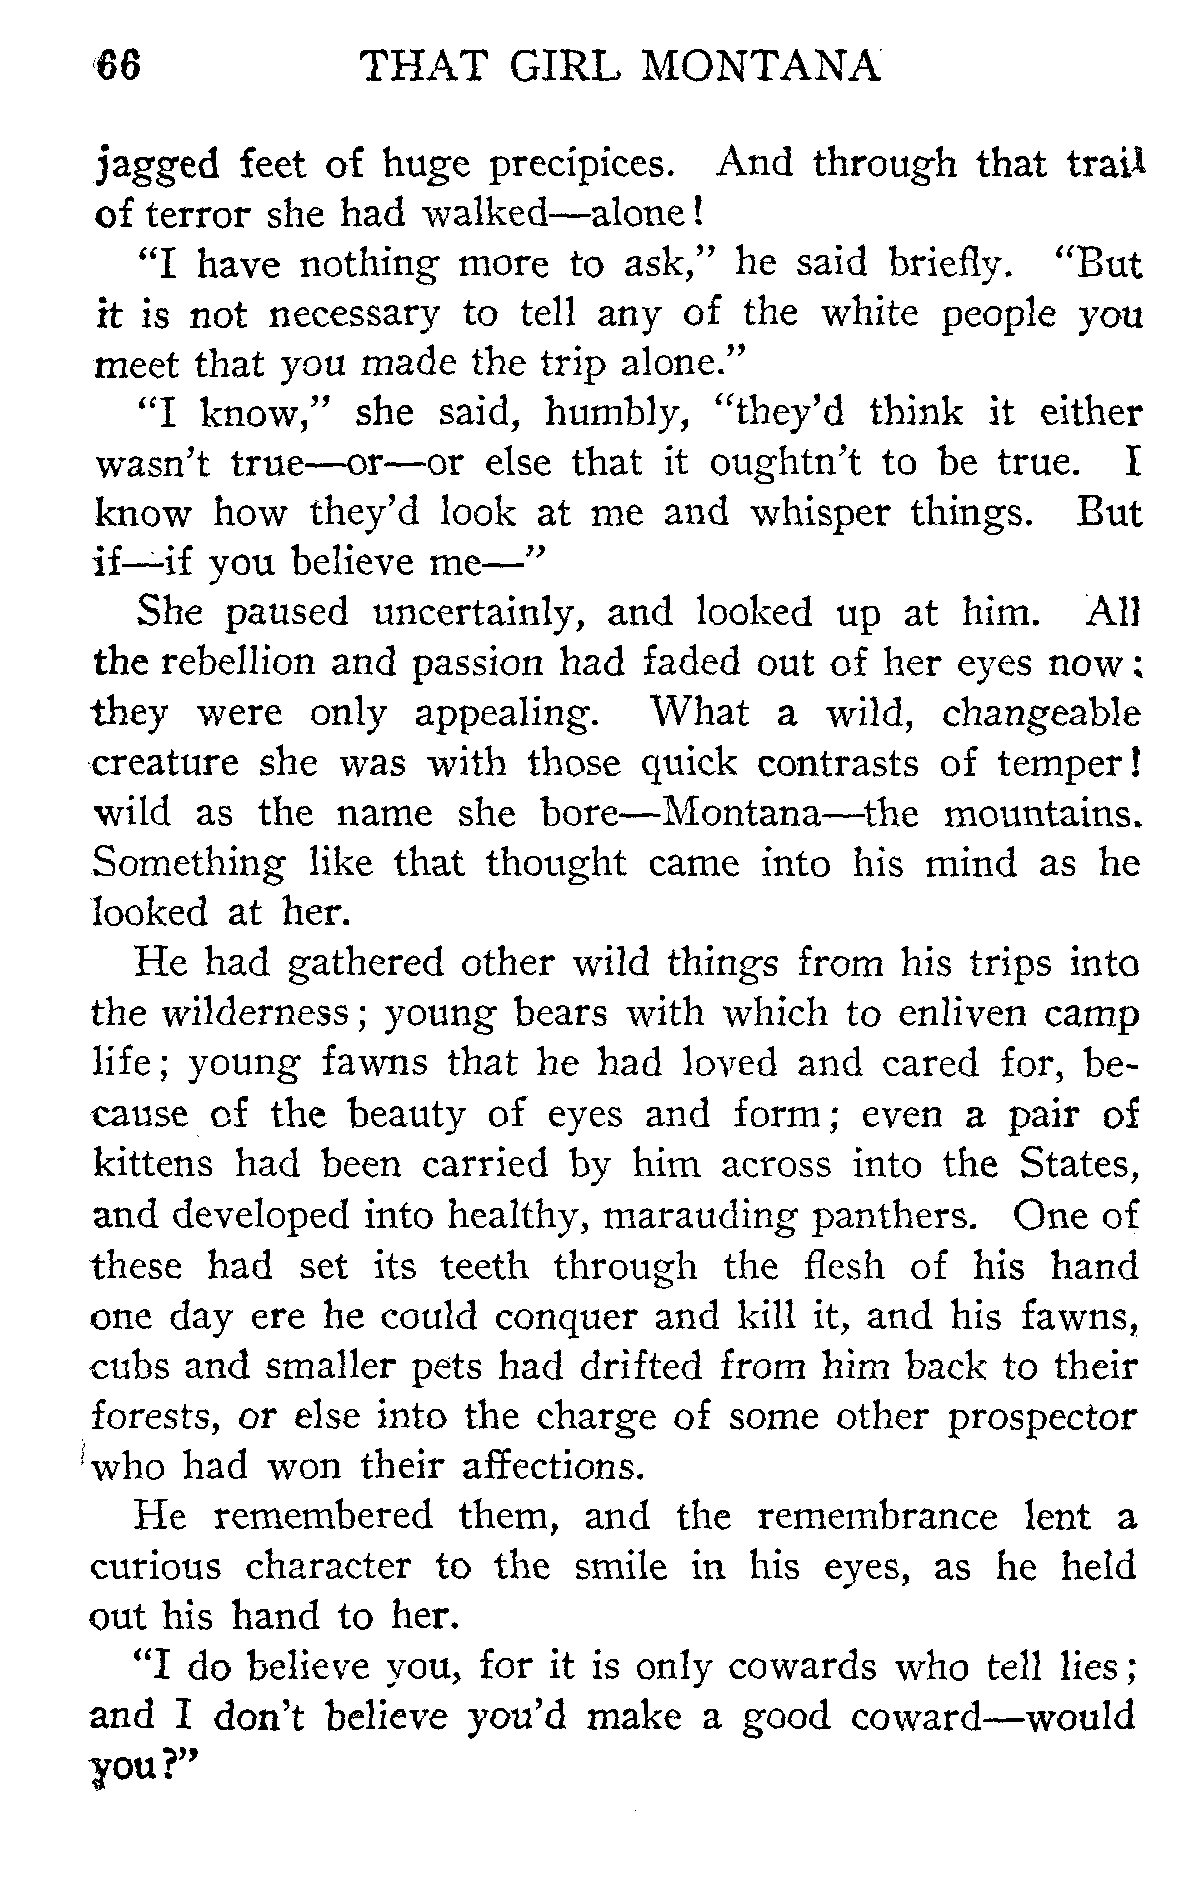 66 THAT GIRL MONTANA
jagged feet of huge precipices. And through that trail
of terror she had walked—alone!
"I have nothing more to ask," he said briefly. "But
it is not necessary to tell any of the white people you
meet that you made the trip alone."
"I know," she said, humbly, "they'd think it either
wasn't true—or—or else that it oughtn't to be true. I
know how they'd look at me and whisper things. But
if—if you believe me—"
She paused uncertainly, and looked up at him. All
the rebellion and passion had faded out of her eyes now;
they were only appealing. What a wild, changeable
creature she was with those quick contrasts of temper!
wild as the name she bore—Montana—the mountains.
Something like that thought came into his mind as he
looked at her.
He had gathered other wild things from his trips into
the wilderness; young bears with which to enliven camp
life; young fawns that he had loved and cared for, be-
cause of the beauty of eyes and form; even a pair of
kittens had been carried by him across into the States,
and developed into healthy, marauding panthers. One of
these had set its teeth through the flesh of his hand
one day ere he could conquer and kill it, and his fawns,
cubs and smaller pets had drifted from him back to their
forests, or else into the charge of some other prospector
who had won their affections.
He remembered them, and the remembrance lent a
curious character to the smile in his eyes, as he held
out his hand to her.
"I do believe you, for it is only cowards who tell lies;
and I don't believe you'd make a good coward—would
you?"